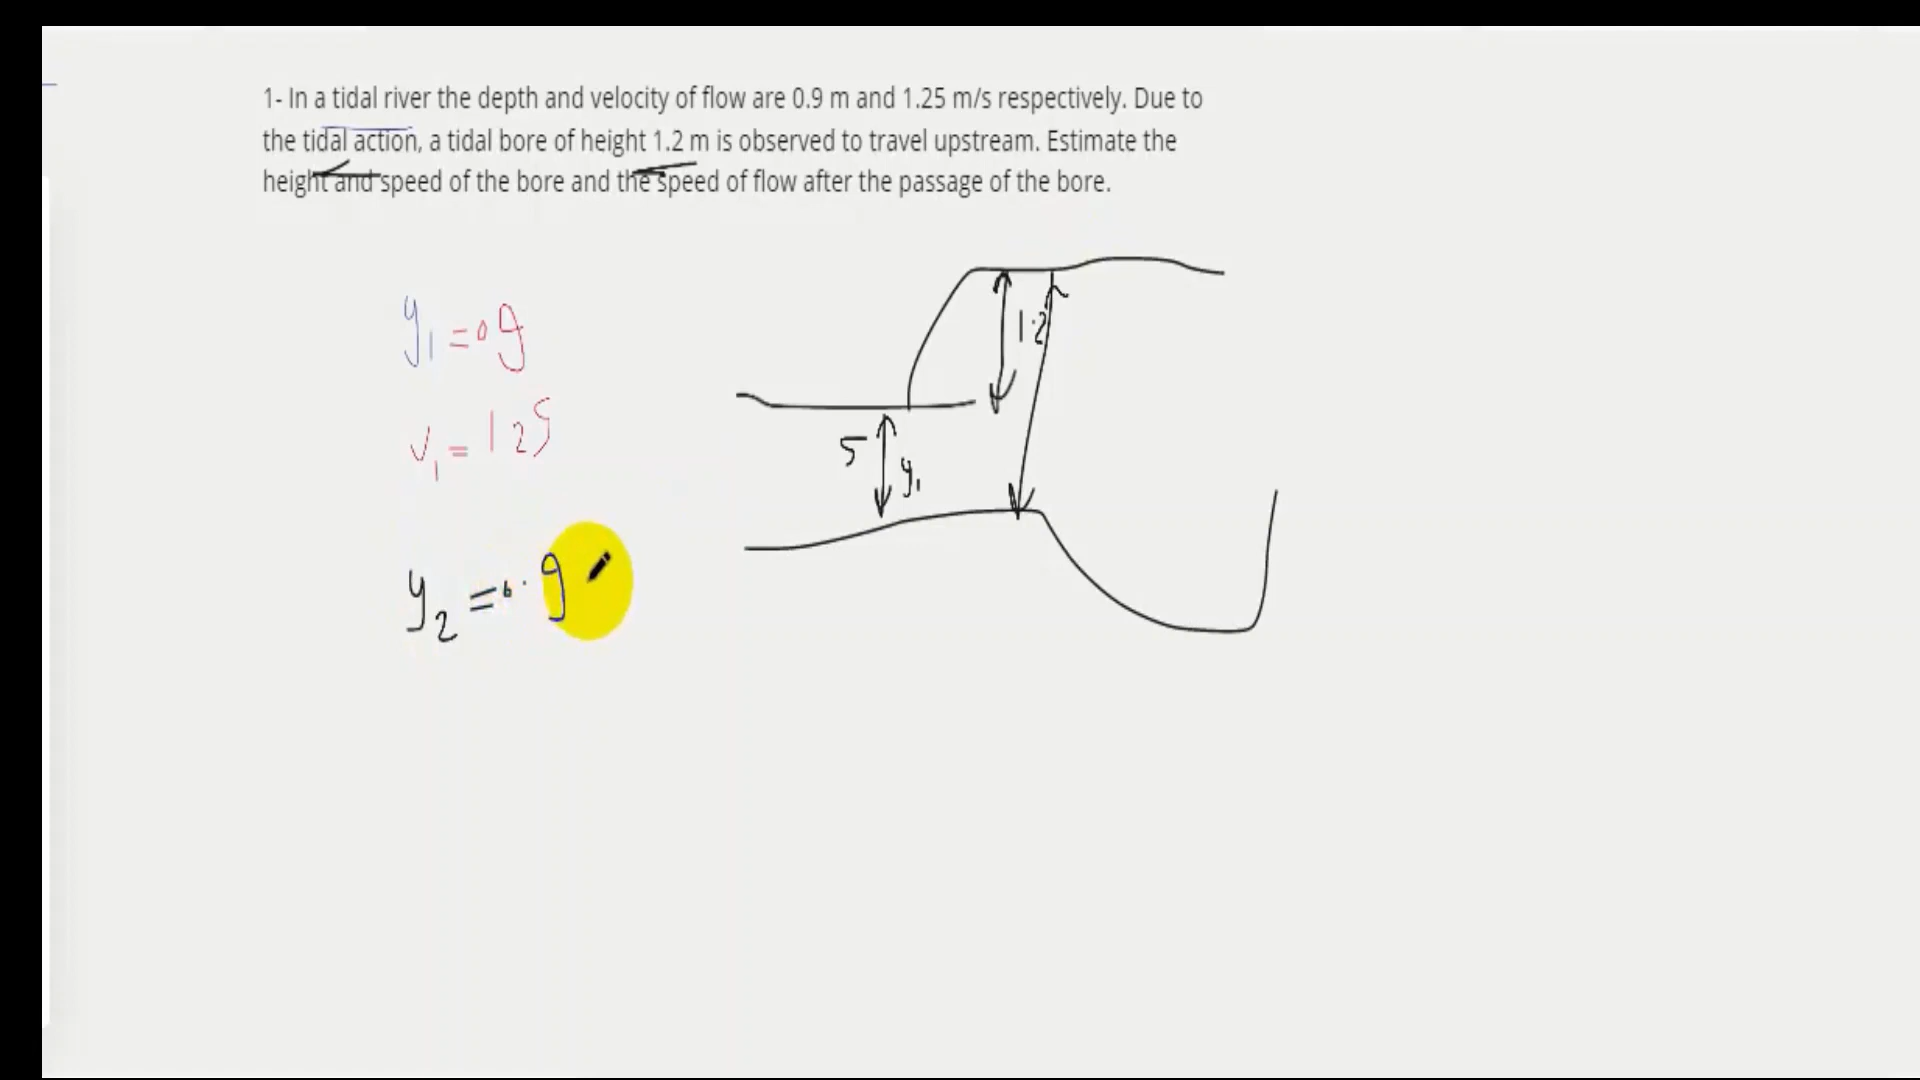 1- In a tidal river the depth and velocity of flow are 0.9 m and 1.25 m/s respectively. Due to
the tidal action, a tidal bore of height 1.2 m is observed to travel upstream. Estimate the
height and speed of the bore and the speed of flow after the passage of the bore.
y₁ = 0 9
1.2
v₁ = 1 25
5
y₁
y₂ = 0.9